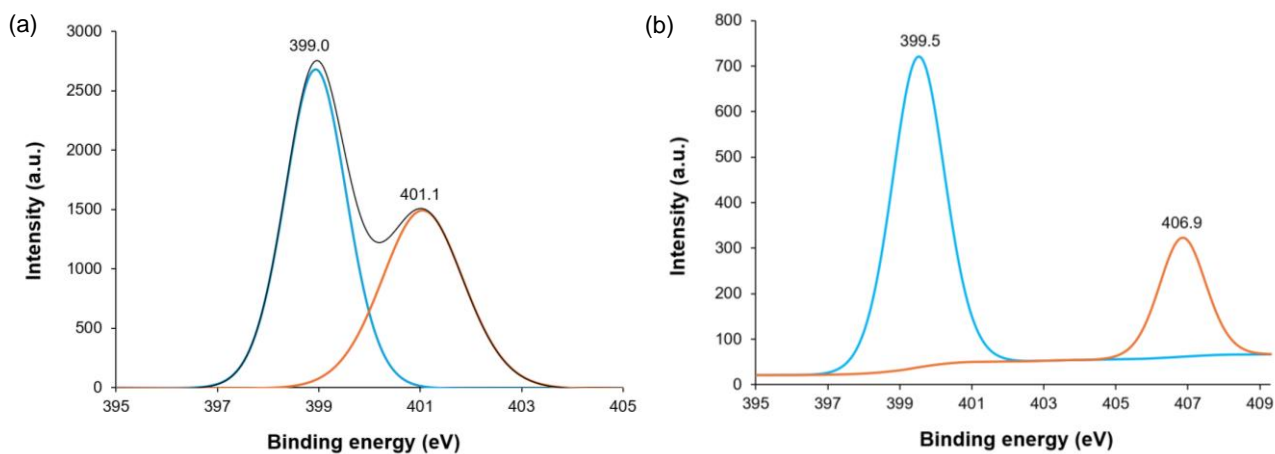 (a)
3000
2500
2000
1500
1000
500
0
Intensity (a.u.)
399.0
401.1
395 397 399 401 403 405
Binding energy (eV)
(b)
800
700
600
500
400
300
200
100
0
Intensity (a.u.)
399.5
406.9
395 397 399 401 403 405 407 409
Binding energy (eV)